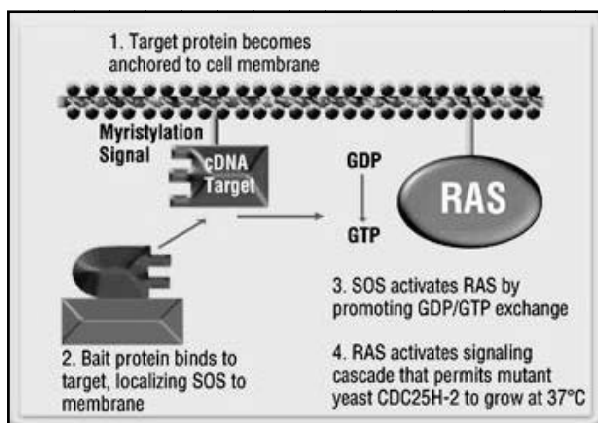 1. Target protein becomes
anchored to cell membrane
Myristylation
Signal
cDNA
Target
GDP
GTP
RAS
2. Bait protein binds to
target, localizing SOS to
membrane
3. SOS activates RAS by
promoting GDP/GTP exchange
4. RAS activates signaling
cascade that permits mutant
yeast CDC25H-2 to grow at 37°C